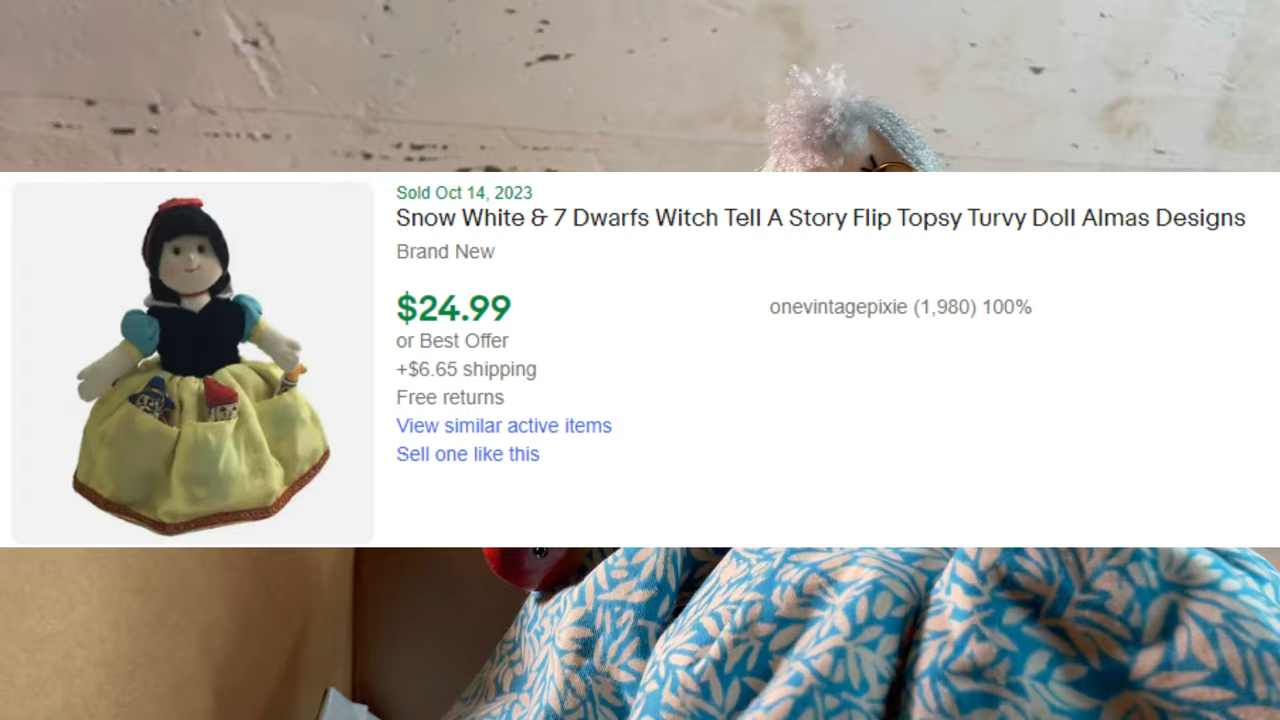 Sold Oct 14, 2023
Snow White & 7 Dwarfs Witch Tell A Story Flip Topsy Turvy Doll Almas Designs
Brand New
$24.99
onevintagepixie (1,980) 100%
or Best Offer
+$6.65 shipping
Free returns
View similar active items
Sell one like this